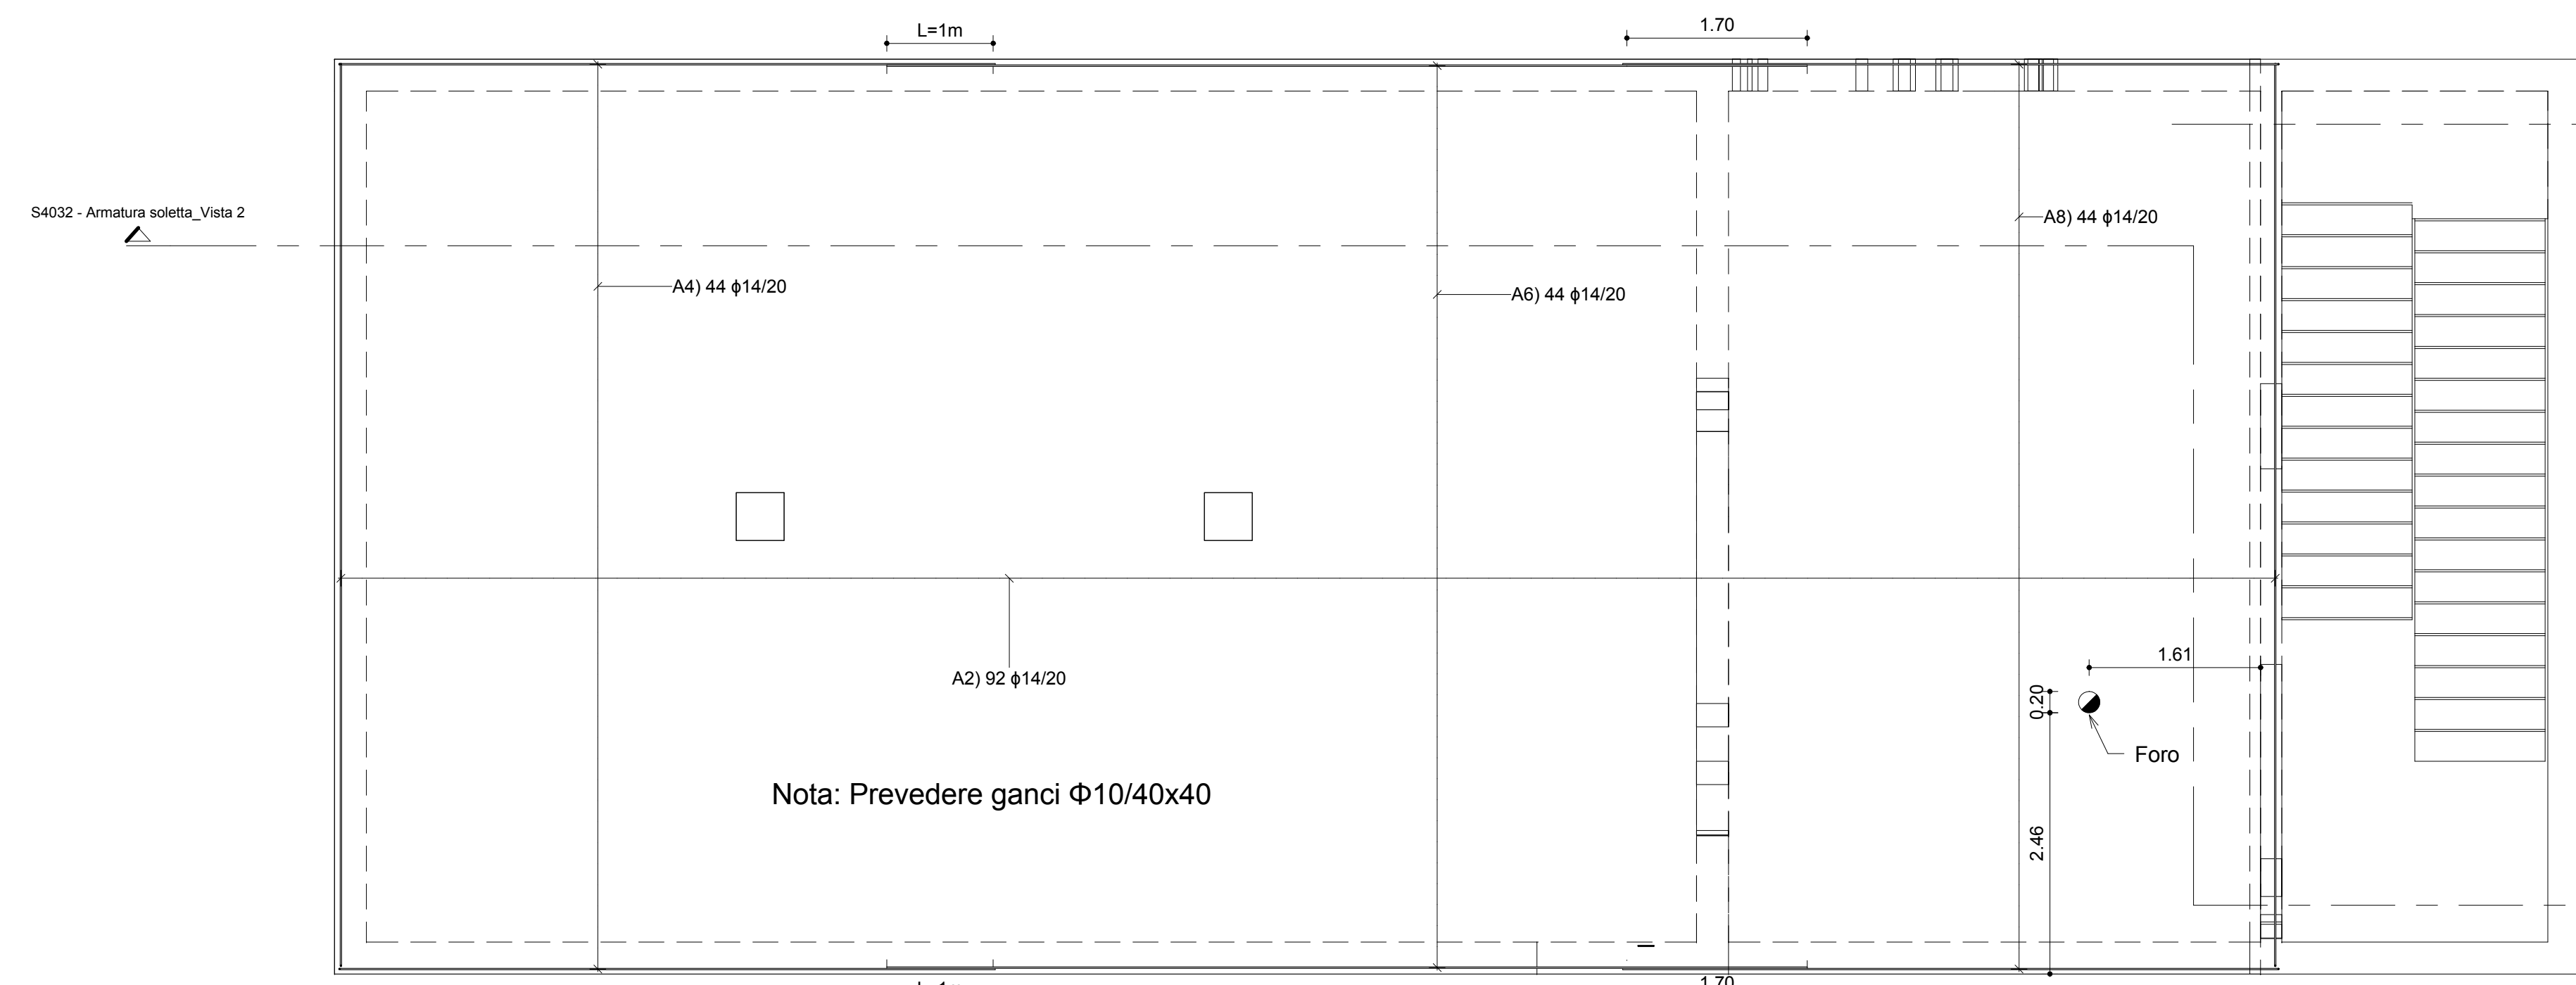 L=1m
1.70
S4032 - Armatura soletta_Vista 2
A8) 44 ϕ14/20
A4) 44 ϕ14/20
A6) 44 ϕ14/20
1.61
A2) 92 ϕ14/20
0.20
Foro
Nota: Prevedere ganci Φ10/40x40
2.46
L=1m
1.70